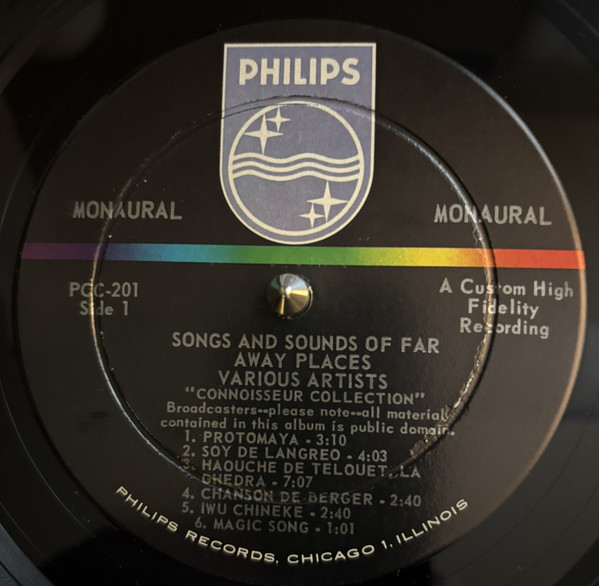 PHILIPS
MONAURAL
MONAURAL
PCC-201
Side 1
A Custom High
Fidelity
Recording
SONGS AND SOUNDS OF FAR
AWAY PLACES
VARIOUS ARTISTS
"CONNOISSEUR COLLECTION"
Broadcasters--please note--all material
contained in this album is public domain.
1. PROTOMAYA - 3:10
2. SOY DE LANGREO - 4:03
3. HAOUCHE DE TELOUET, LA
GHEDRA - 7:07
4. CHANSON DE BERGER - 2:40
5. IWU CHINEKE - 2:40
6. MAGIC SONG - 1:01
PHILIPS RECORDS, CHICAGO 1, ILLINOIS